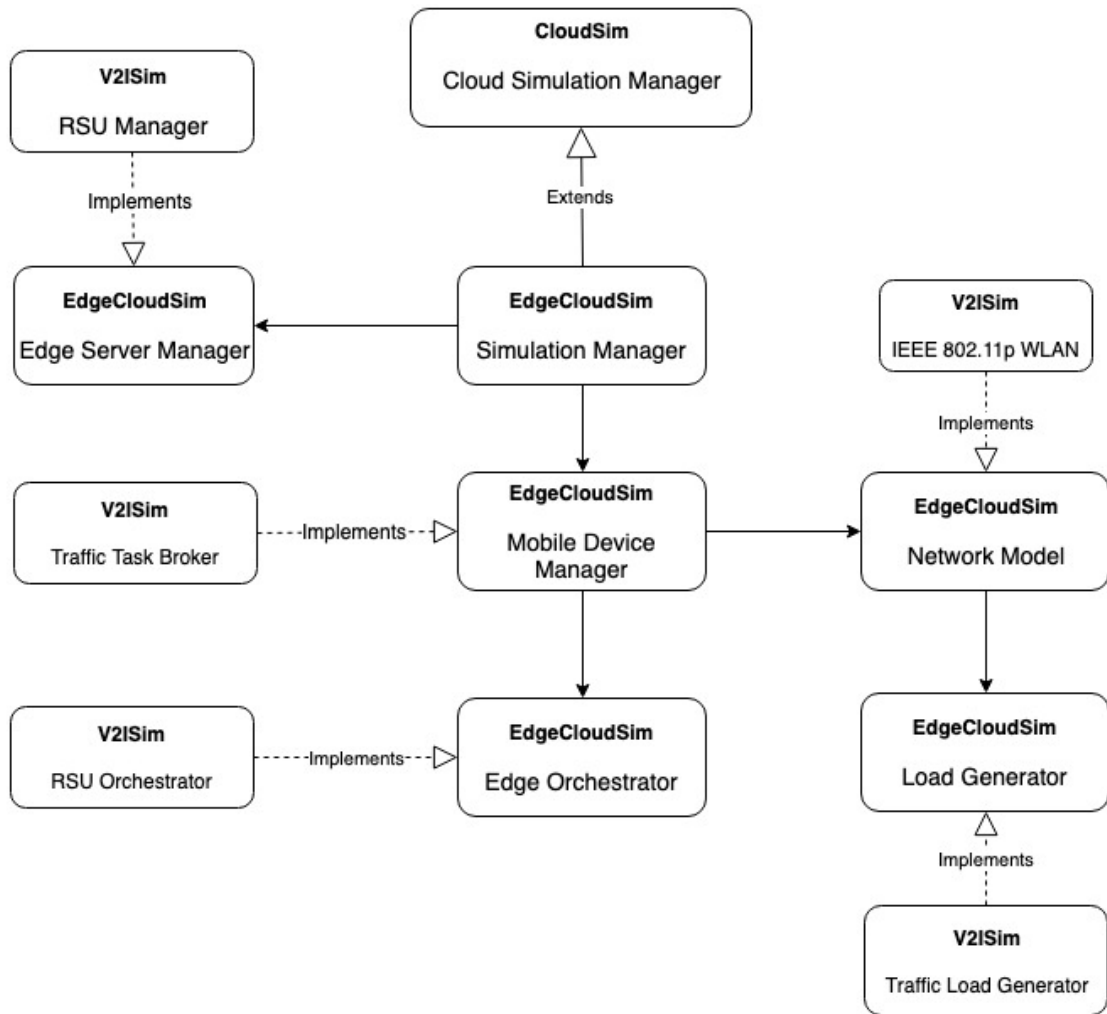 CloudSim
Cloud Simulation Manager
V2ISim
RSU Manager
Implements
Extends
EdgeCloudSim
Edge Server Manager
EdgeCloudSim
Simulation Manager
V2ISim
IEEE 802.11p WLAN
Implements
V2ISim
Traffic Task Broker
Implements
EdgeCloudSim
Mobile Device
Manager
EdgeCloudSim
Network Model
V2ISim
RSU Orchestrator
Implements
EdgeCloudSim
Edge Orchestrator
EdgeCloudSim
Load Generator
Implements
V2ISim
Traffic Load Generator